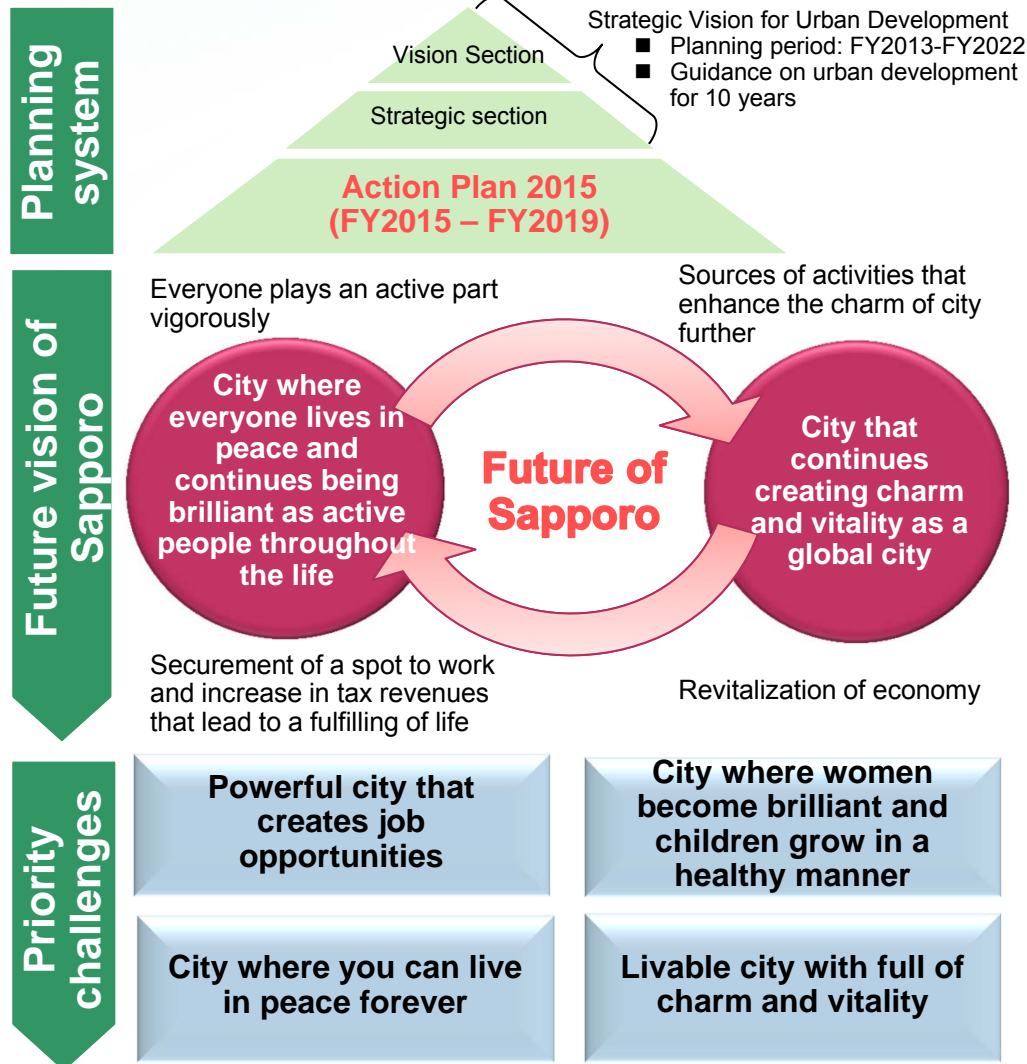 Planning
system
Vision Section
Strategic section
Action Plan 2015
(FY2015 – FY2019)
Strategic Vision for Urban Development
■ Planning period: FY2013-FY2022
■ Guidance on urban development
for 10 years
Future vision of
Sapporo
Everyone plays an active part
vigorously
Sources of activities that
enhance the charm of city
further
City where
everyone lives in
peace and
continues being
brilliant as active
people throughout
the life
Future of
Sapporo
City that
continues
creating charm
and vitality as a
global city
Securement of a spot to work
and increase in tax revenues
that lead to a fulfilling of life
Revitalization of economy
Priority
challenges
Powerful city that
creates job
opportunities
City where women
become brilliant and
children grow in a
healthy manner
City where you can live
in peace forever
Livable city with full of
charm and vitality